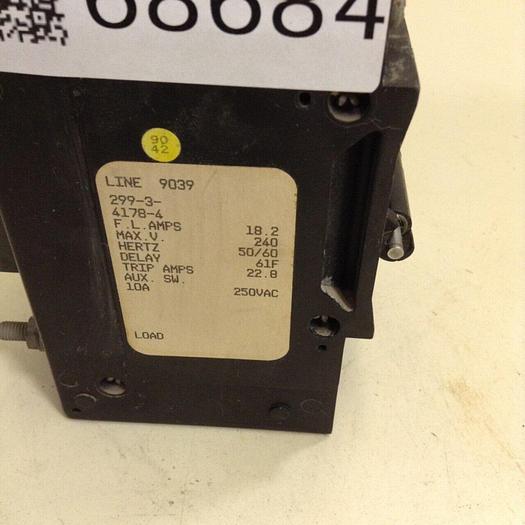 68684
90
42
LINE 9039
299-3-
4178-4
F.L.AMPS 18.2
MAX.V. 240
HERTZ 50/60
DELAY 61F
TRIP AMPS 22.8
AUX. SW.
10A 250VAC
LOAD